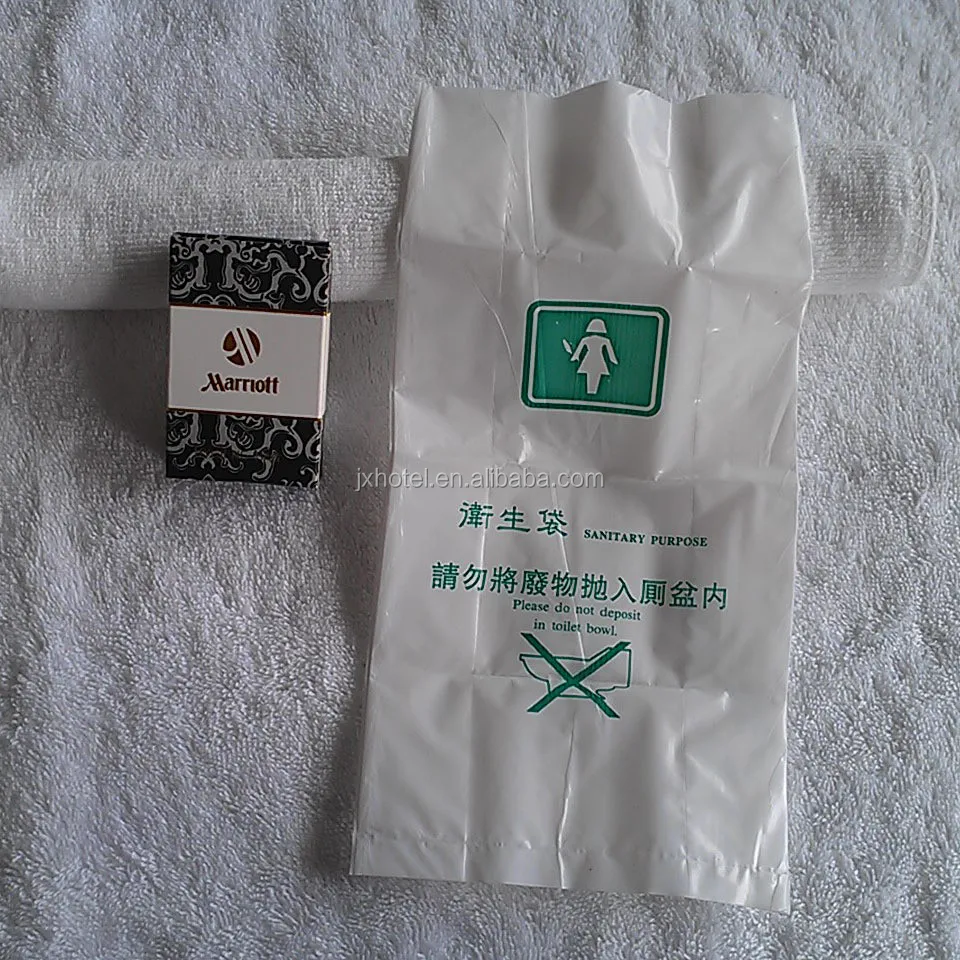 Marriott
jxhotel.en.alibaba.com
衛生袋 SANITARY PURPOSE
請勿將廢物拋入厠盆内
Please do not deposit
in toilet bowl.